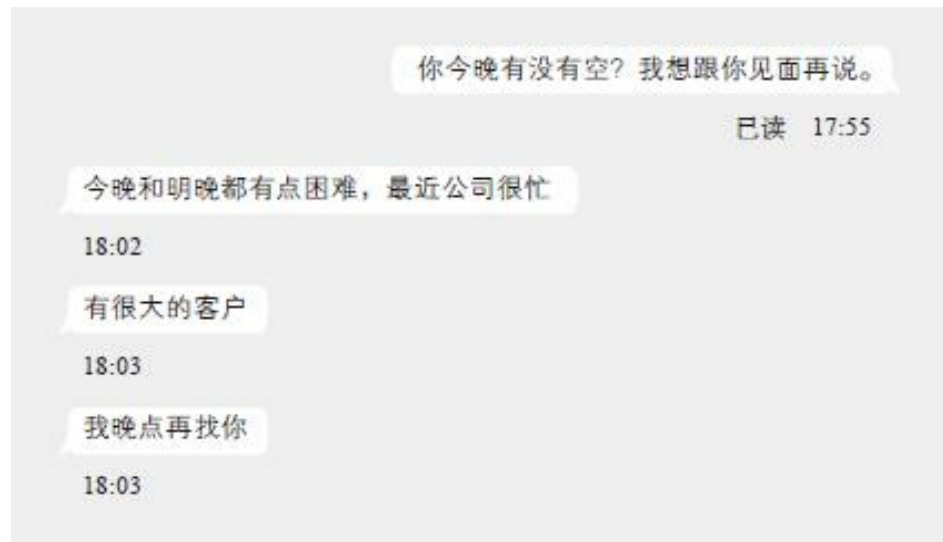 你今晚有没有空？我想跟你见面再说。
已读 17:55
今晚和明晚都有点困难，最近公司很忙
18:02
有很大的客户
18:03
我晚点再找你
18:03